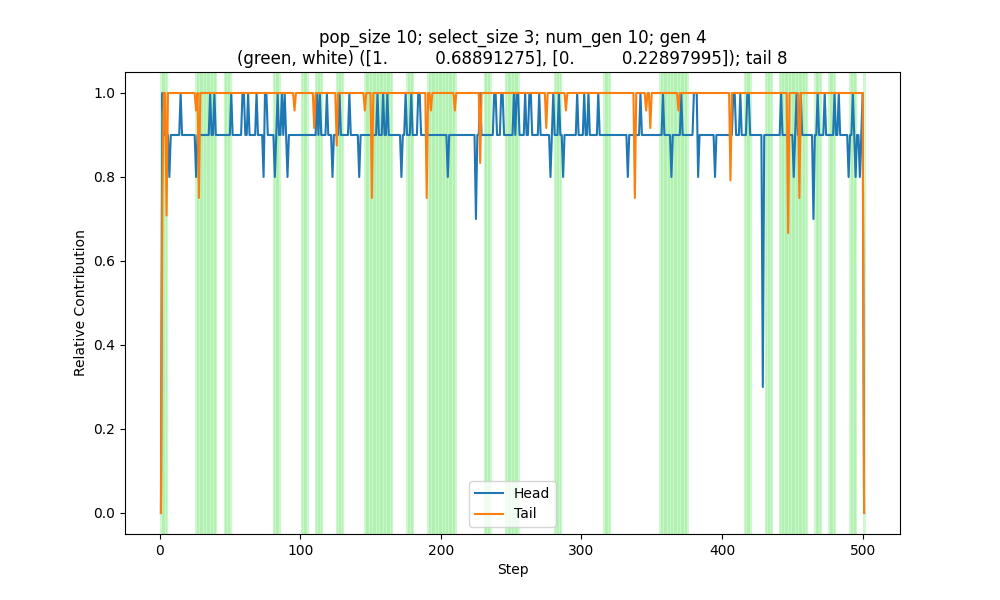 pop_size 10; select_size 3; num_gen 10; gen 4
(green, white) ([1. 0.68891275], [0. 0.22897995]); tail 8
1.0
0.8
0.6
0.4
0.2
0.0
Relative Contribution
Head
Tail
0 100 200 300 400 500
Step